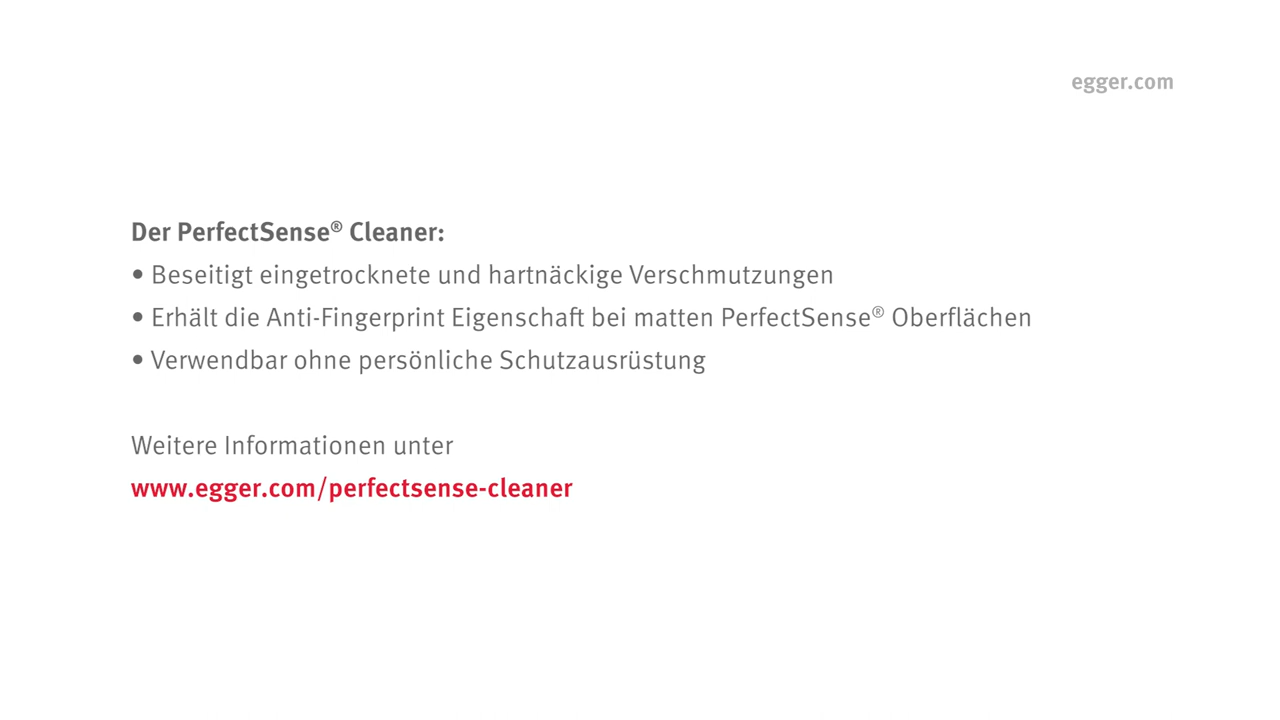 egger.com
Der PerfectSense® Cleaner:
• Beseitigt eingetrocknete und hartnäckige Verschmutzungen
• Erhält die Anti-Fingerprint Eigenschaft bei matten PerfectSense® Oberflächen
• Verwendbar ohne persönliche Schutzausrüstung
Weitere Informationen unter
www.egger.com/perfectsense-cleaner